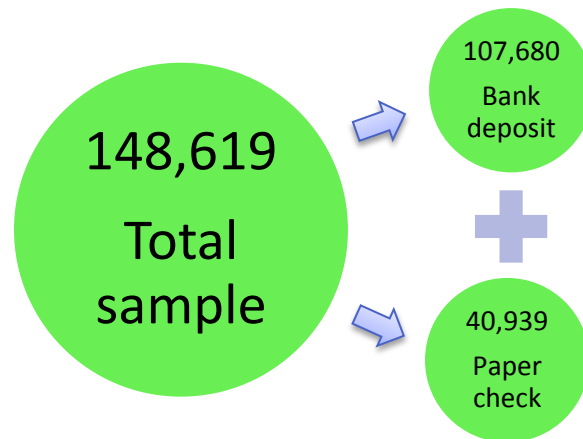 148,619
Total
sample
107,680
Bank
deposit
40,939
Paper
check